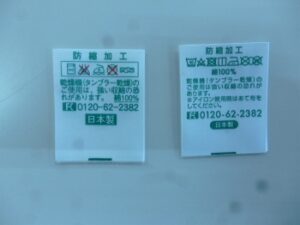 防縮加工
乾燥機(タンブラー乾燥)の
ご使用は、強い収縮の恐
れがあります。 綿100%
0120-62-2382
日本製
防縮加工
綿100%
乾燥機(タンブラー乾燥)の
ご使用は強い収縮の恐れが
あります。
※アイロン使用時はあて布を
してください。
0120-62-2382
日本製